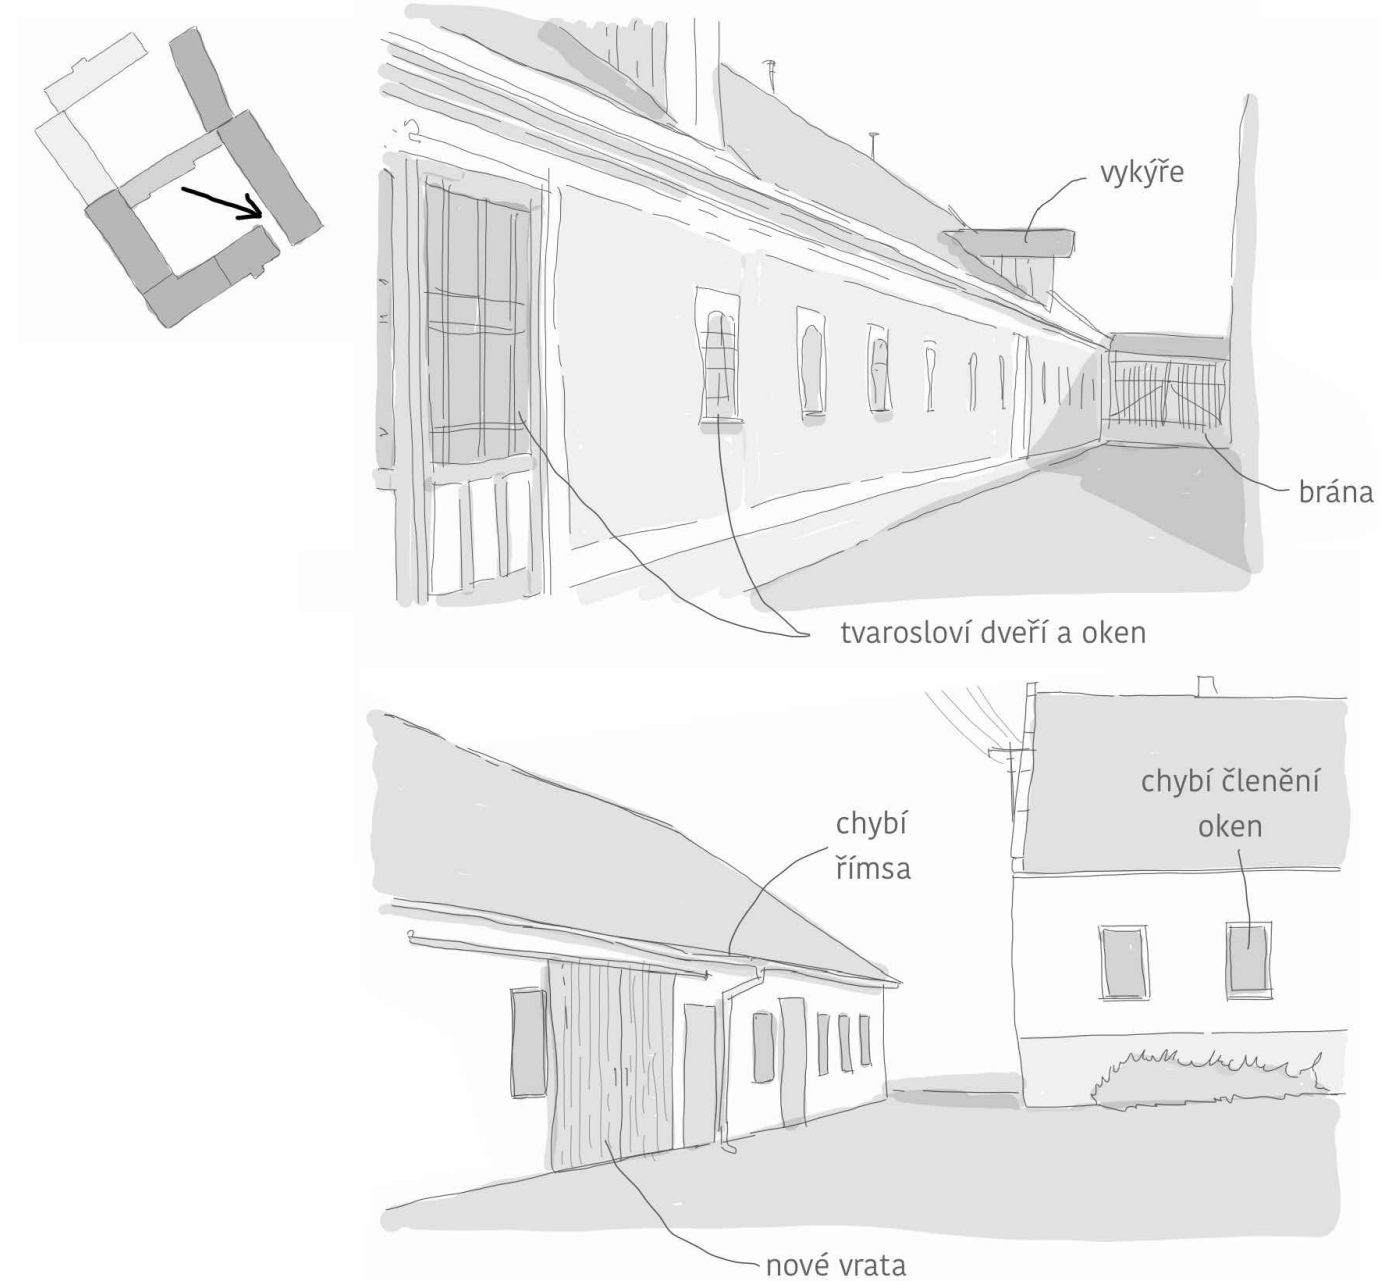 vykýře
brána
tvarosloví dveří a oken
chybí členění
oken
chybí
římsa
nové vrata